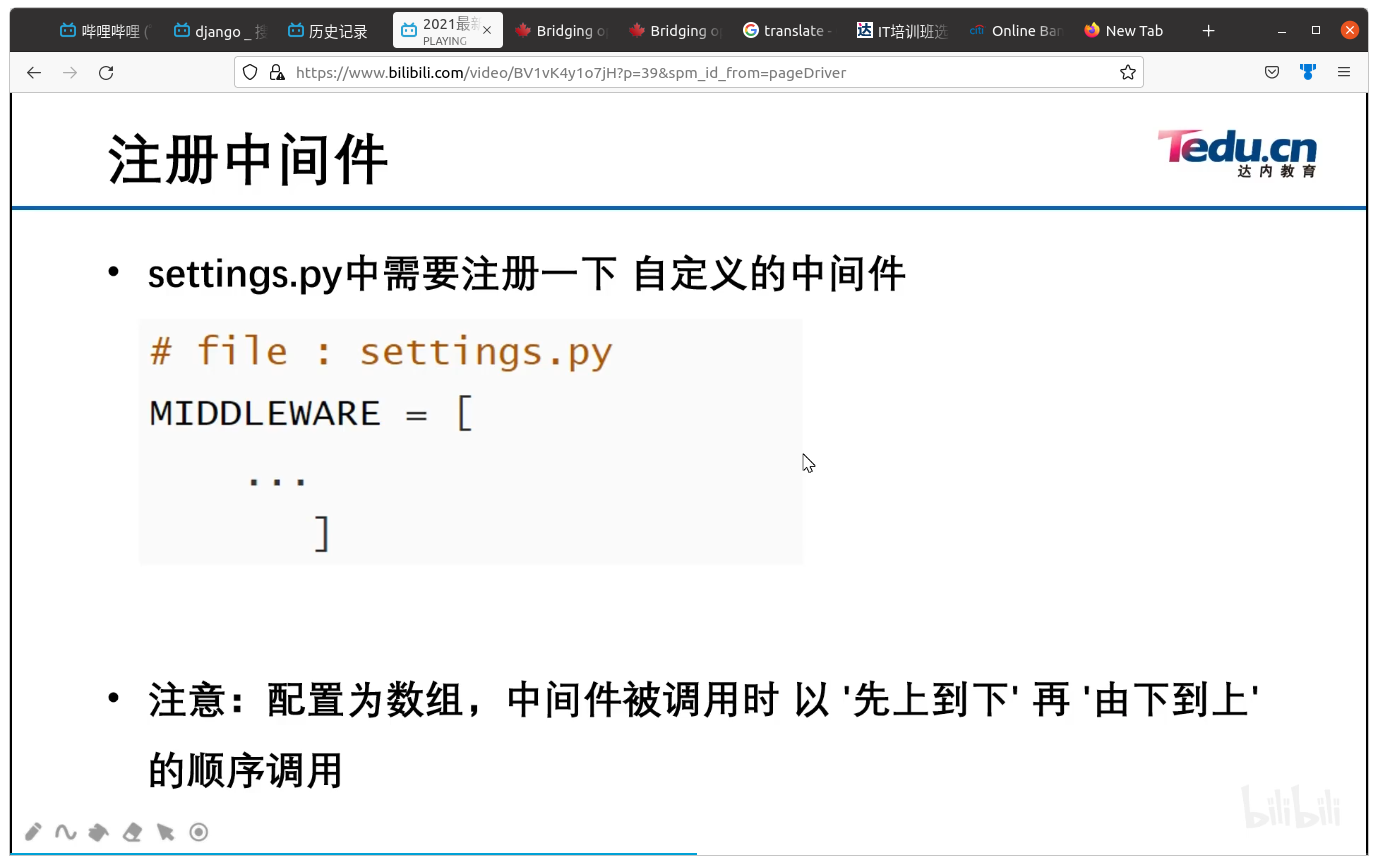 哔哩哔哩 (
django _ 搜
历史记录
2021最新
PLAYING
Bridging o
Bridging o
translate -
IT培训班选
citi
Online Ban
New Tab
https://www.bilibili.com/video/BV1vK4y1o7jH?p=39&spm_id_from=pageDriver
注册中间件
Tedu.cn
达内教育
• settings.py中需要注册一下 自定义的中间件
# file : settings.py
MIDDLEWARE = [
...
]
• 注意：配置为数组，中间件被调用时 以 '先上到下' 再 '由下到上'
的顺序调用
bilibili